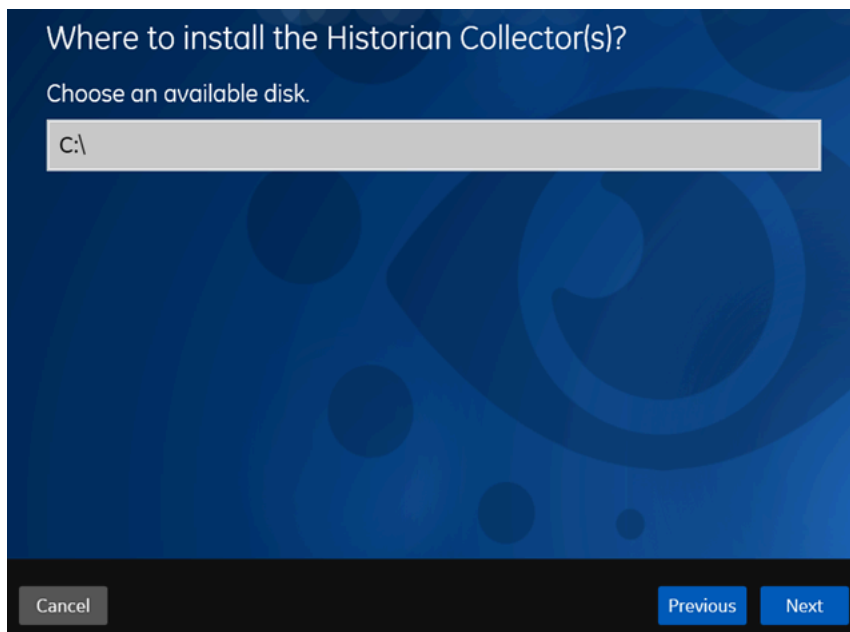 Where to install the Historian Collector(s)?
Choose an available disk.
C:\
Cancel
Previous
Next